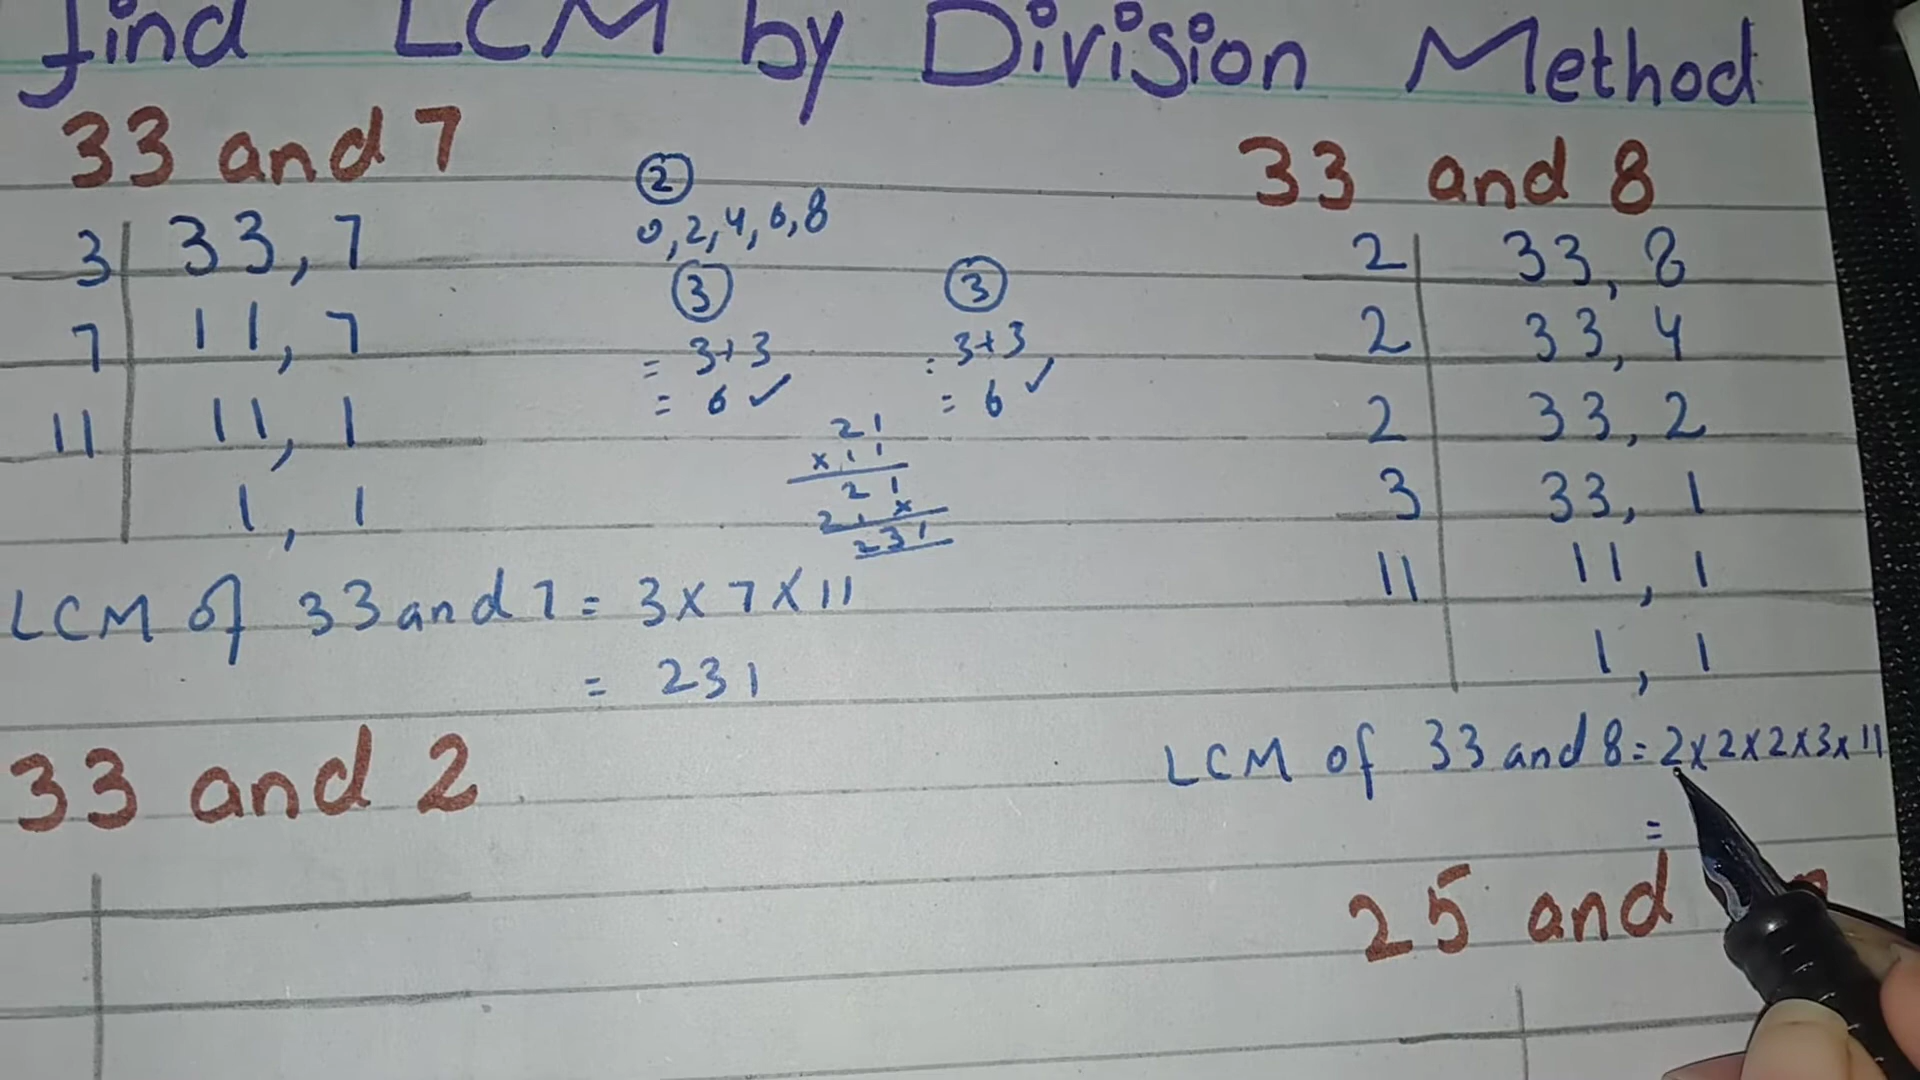 find LCM by Division Method
33 and 7
3 | 33, 7
7 | 11, 7
11 | 11, 1
1, 1
②
0, 2, 4, 6, 8
③
= 3+3
= 6 ✓
③
= 3+3
= 6 ✓
21
×11
21
21×
231
LCM of 33 and 7 = 3 × 7 × 11
= 231
33 and 8
2 | 33, 8
2 | 33, 4
2 | 33, 2
3 | 33, 1
11 | 11, 1
1, 1
LCM of 33 and 8 = 2×2×2×3×11
=
33 and 2
25 and